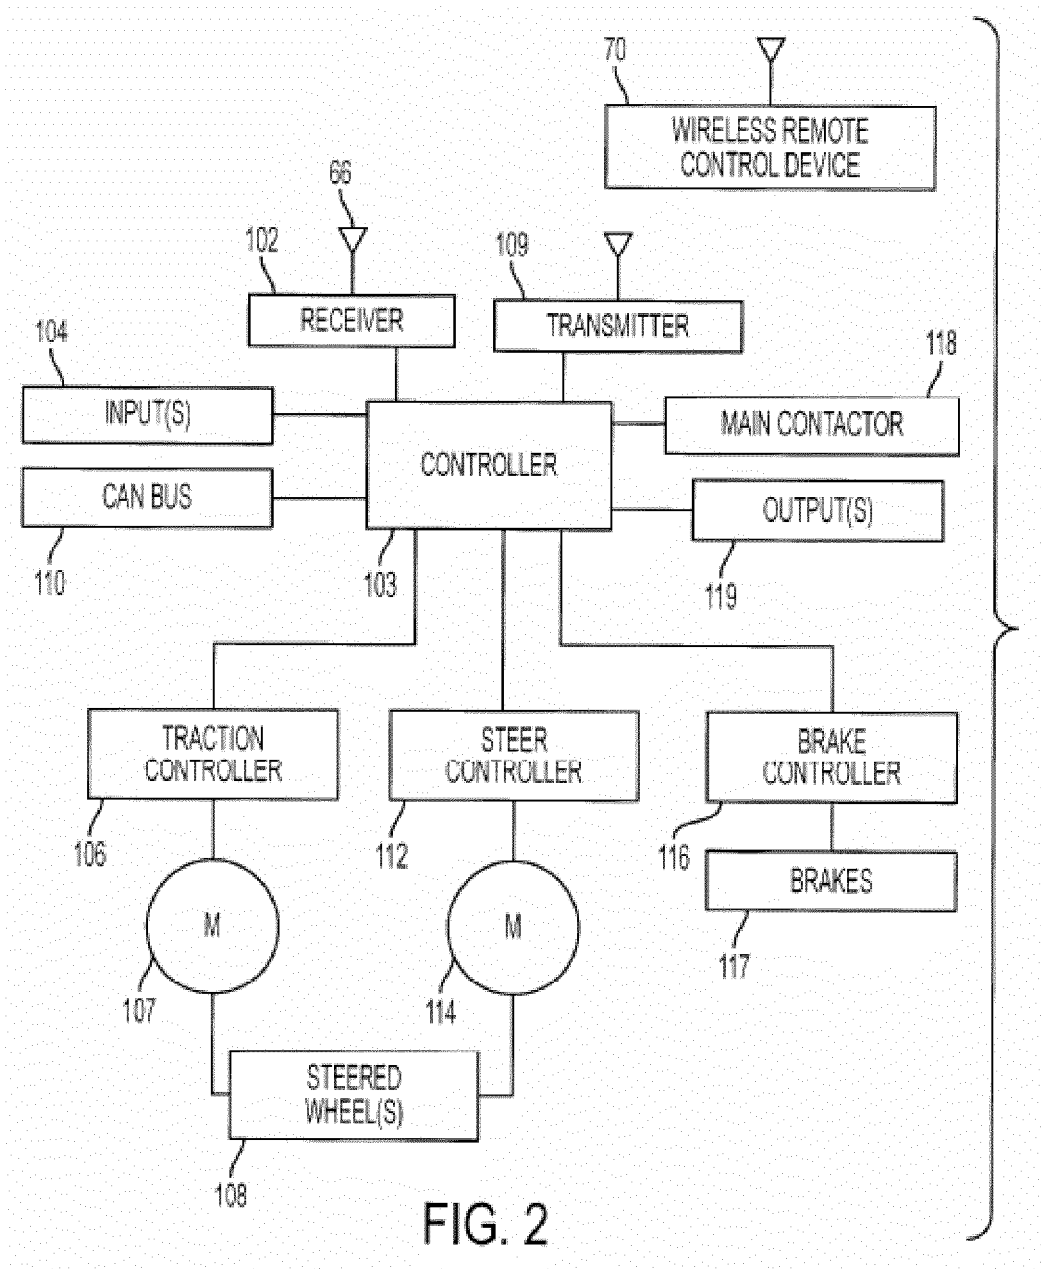 70
WIRELESS REMOTE
CONTROL DEVICE
66
102
109
RECEIVER
TRANSMITTER
104
118
INPUT(S)
MAIN CONTACTOR
CONTROLLER
CAN BUS
OUTPUT(S)
110
103
119
TRACTION
CONTROLLER
STEER
CONTROLLER
BRAKE
CONTROLLER
106
112
116
BRAKES
M
M
117
107
114
STEERED
WHEEL(S)
108
FIG. 2